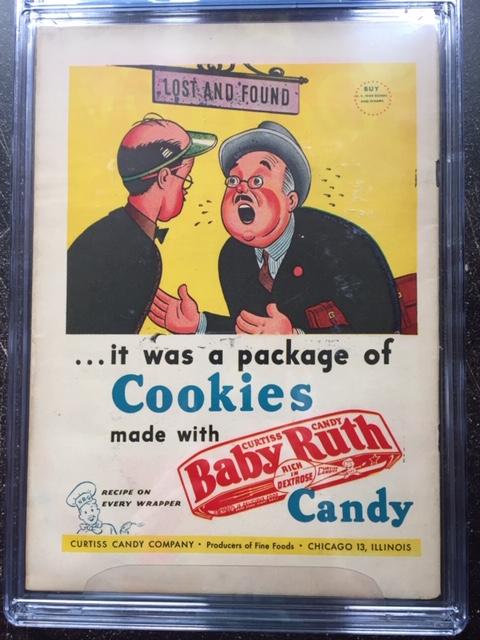 LOST AND FOUND
BUY
...it was a package of
Cookies
made with
CURTISS CANDY
Baby Ruth
RICH
IN
DEXTROSE
Candy
RECIPE ON
EVERY WRAPPER
CURTISS CANDY COMPANY • Producers of Fine Foods • CHICAGO 13, ILLINOIS